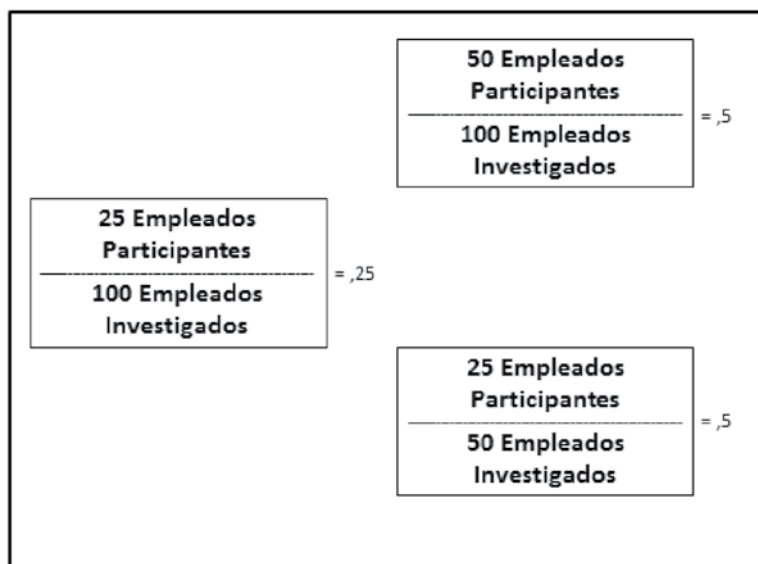 50 Empleados
Participantes
100 Empleados
Investigados
= ,5
25 Empleados
Participantes
100 Empleados
Investigados
= ,25
25 Empleados
Participantes
50 Empleados
Investigados
= ,5